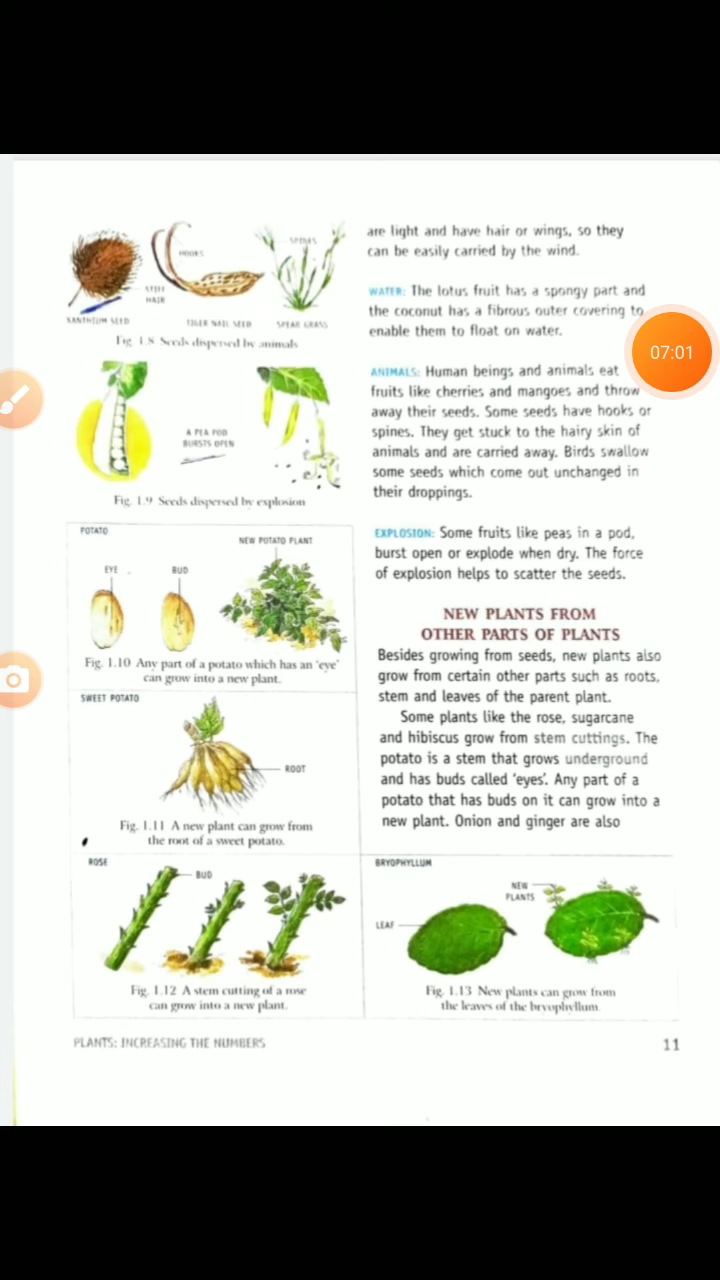 are light and have hair or wings, so they
can be easily carried by the wind.
WATER: The lotus fruit has a spongy part and
the coconut has a fibrous outer covering to
enable them to float on water.
ANIMALS: Human beings and animals eat
fruits like cherries and mangoes and throw
away their seeds. Some seeds have hooks or
spines. They get stuck to the hairy skin of
animals and are carried away. Birds swallow
some seeds which come out unchanged in
their droppings.
EXPLOSION: Some fruits like peas in a pod,
burst open or explode when dry. The force
of explosion helps to scatter the seeds.
NEW PLANTS FROM
OTHER PARTS OF PLANTS
Besides growing from seeds, new plants also
grow from certain other parts such as roots,
stem and leaves of the parent plant.
Some plants like the rose, sugarcane
and hibiscus grow from stem cuttings. The
potato is a stem that grows underground
and has buds called 'eyes'. Any part of a
potato that has buds on it can grow into a
new plant. Onion and ginger are also
HOOKS
SPINES
STIFF
HAIR
XANTHIUM SEED
TIGER NAIL SEED
SPEAR GRASS
Fig. 1.8 Seeds dispersed by animals
A PEA POD
BURSTS OPEN
Fig. 1.9 Seeds dispersed by explosion
POTATO
NEW POTATO PLANT
EYE
BUD
Fig. 1.10 Any part of a potato which has an 'eye'
can grow into a new plant.
SWEET POTATO
ROOT
Fig. 1.11 A new plant can grow from
the root of a sweet potato.
ROSE
BUD
Fig. 1.12 A stem cutting of a rose
can grow into a new plant.
BRYOPHYLLUM
NEW
PLANTS
LEAF
Fig. 1.13 New plants can grow from
the leaves of the bryophyllum.
PLANTS: INCREASING THE NUMBERS
11
07:01